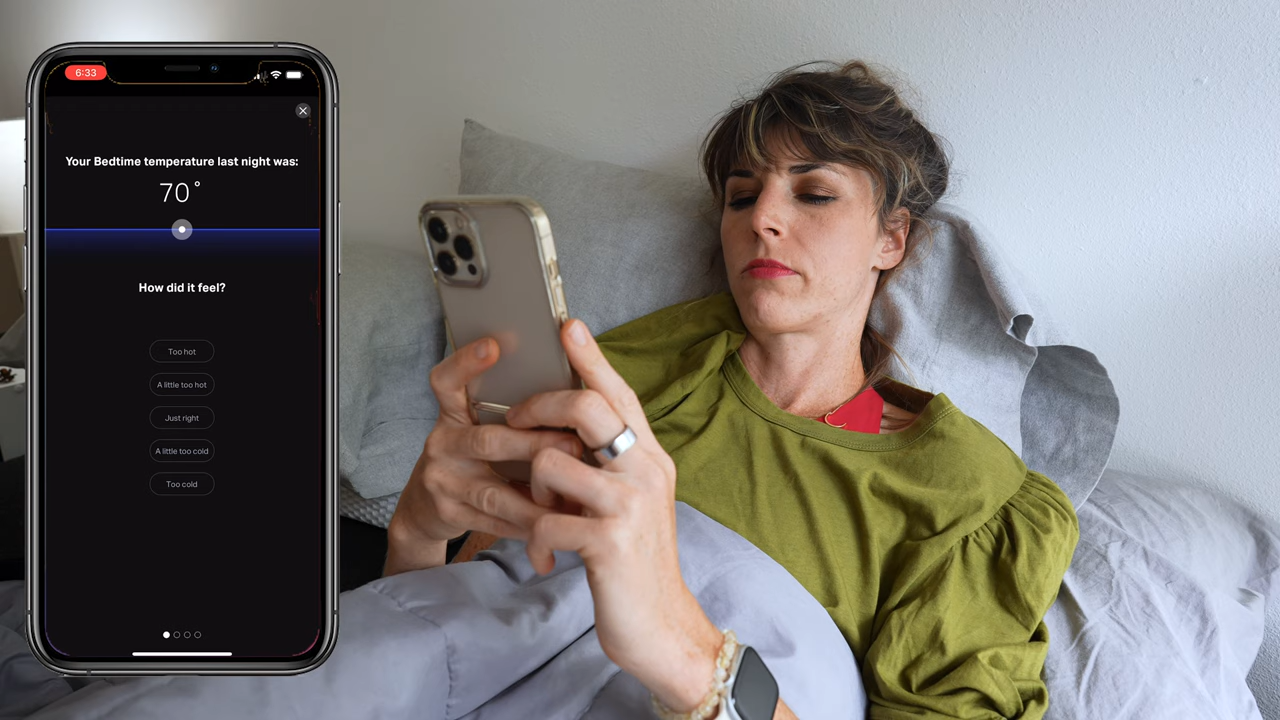 6:33
Your Bedtime temperature last night was:
70°
How did it feel?
Too hot
A little too hot
Just right
A little too cold
Too cold